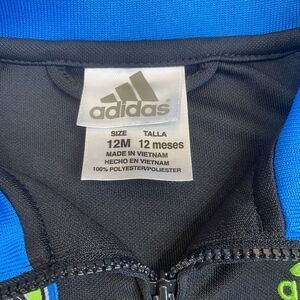 adidas
SIZE TALLA
12M 12 meses
MADE IN VIETNAM
HECHO EN VIETNAM
100% POLYESTER/POLIESTER